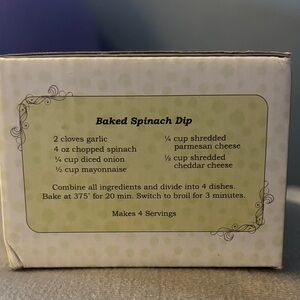 Baked Spinach Dip
2 cloves garlic
4 oz chopped spinach
¼ cup diced onion
½ cup mayonnaise
¼ cup shredded
parmesan cheese
½ cup shredded
cheddar cheese
Combine all ingredients and divide into 4 dishes.
Bake at 375° for 20 min. Switch to broil for 3 minutes.
Makes 4 Servings